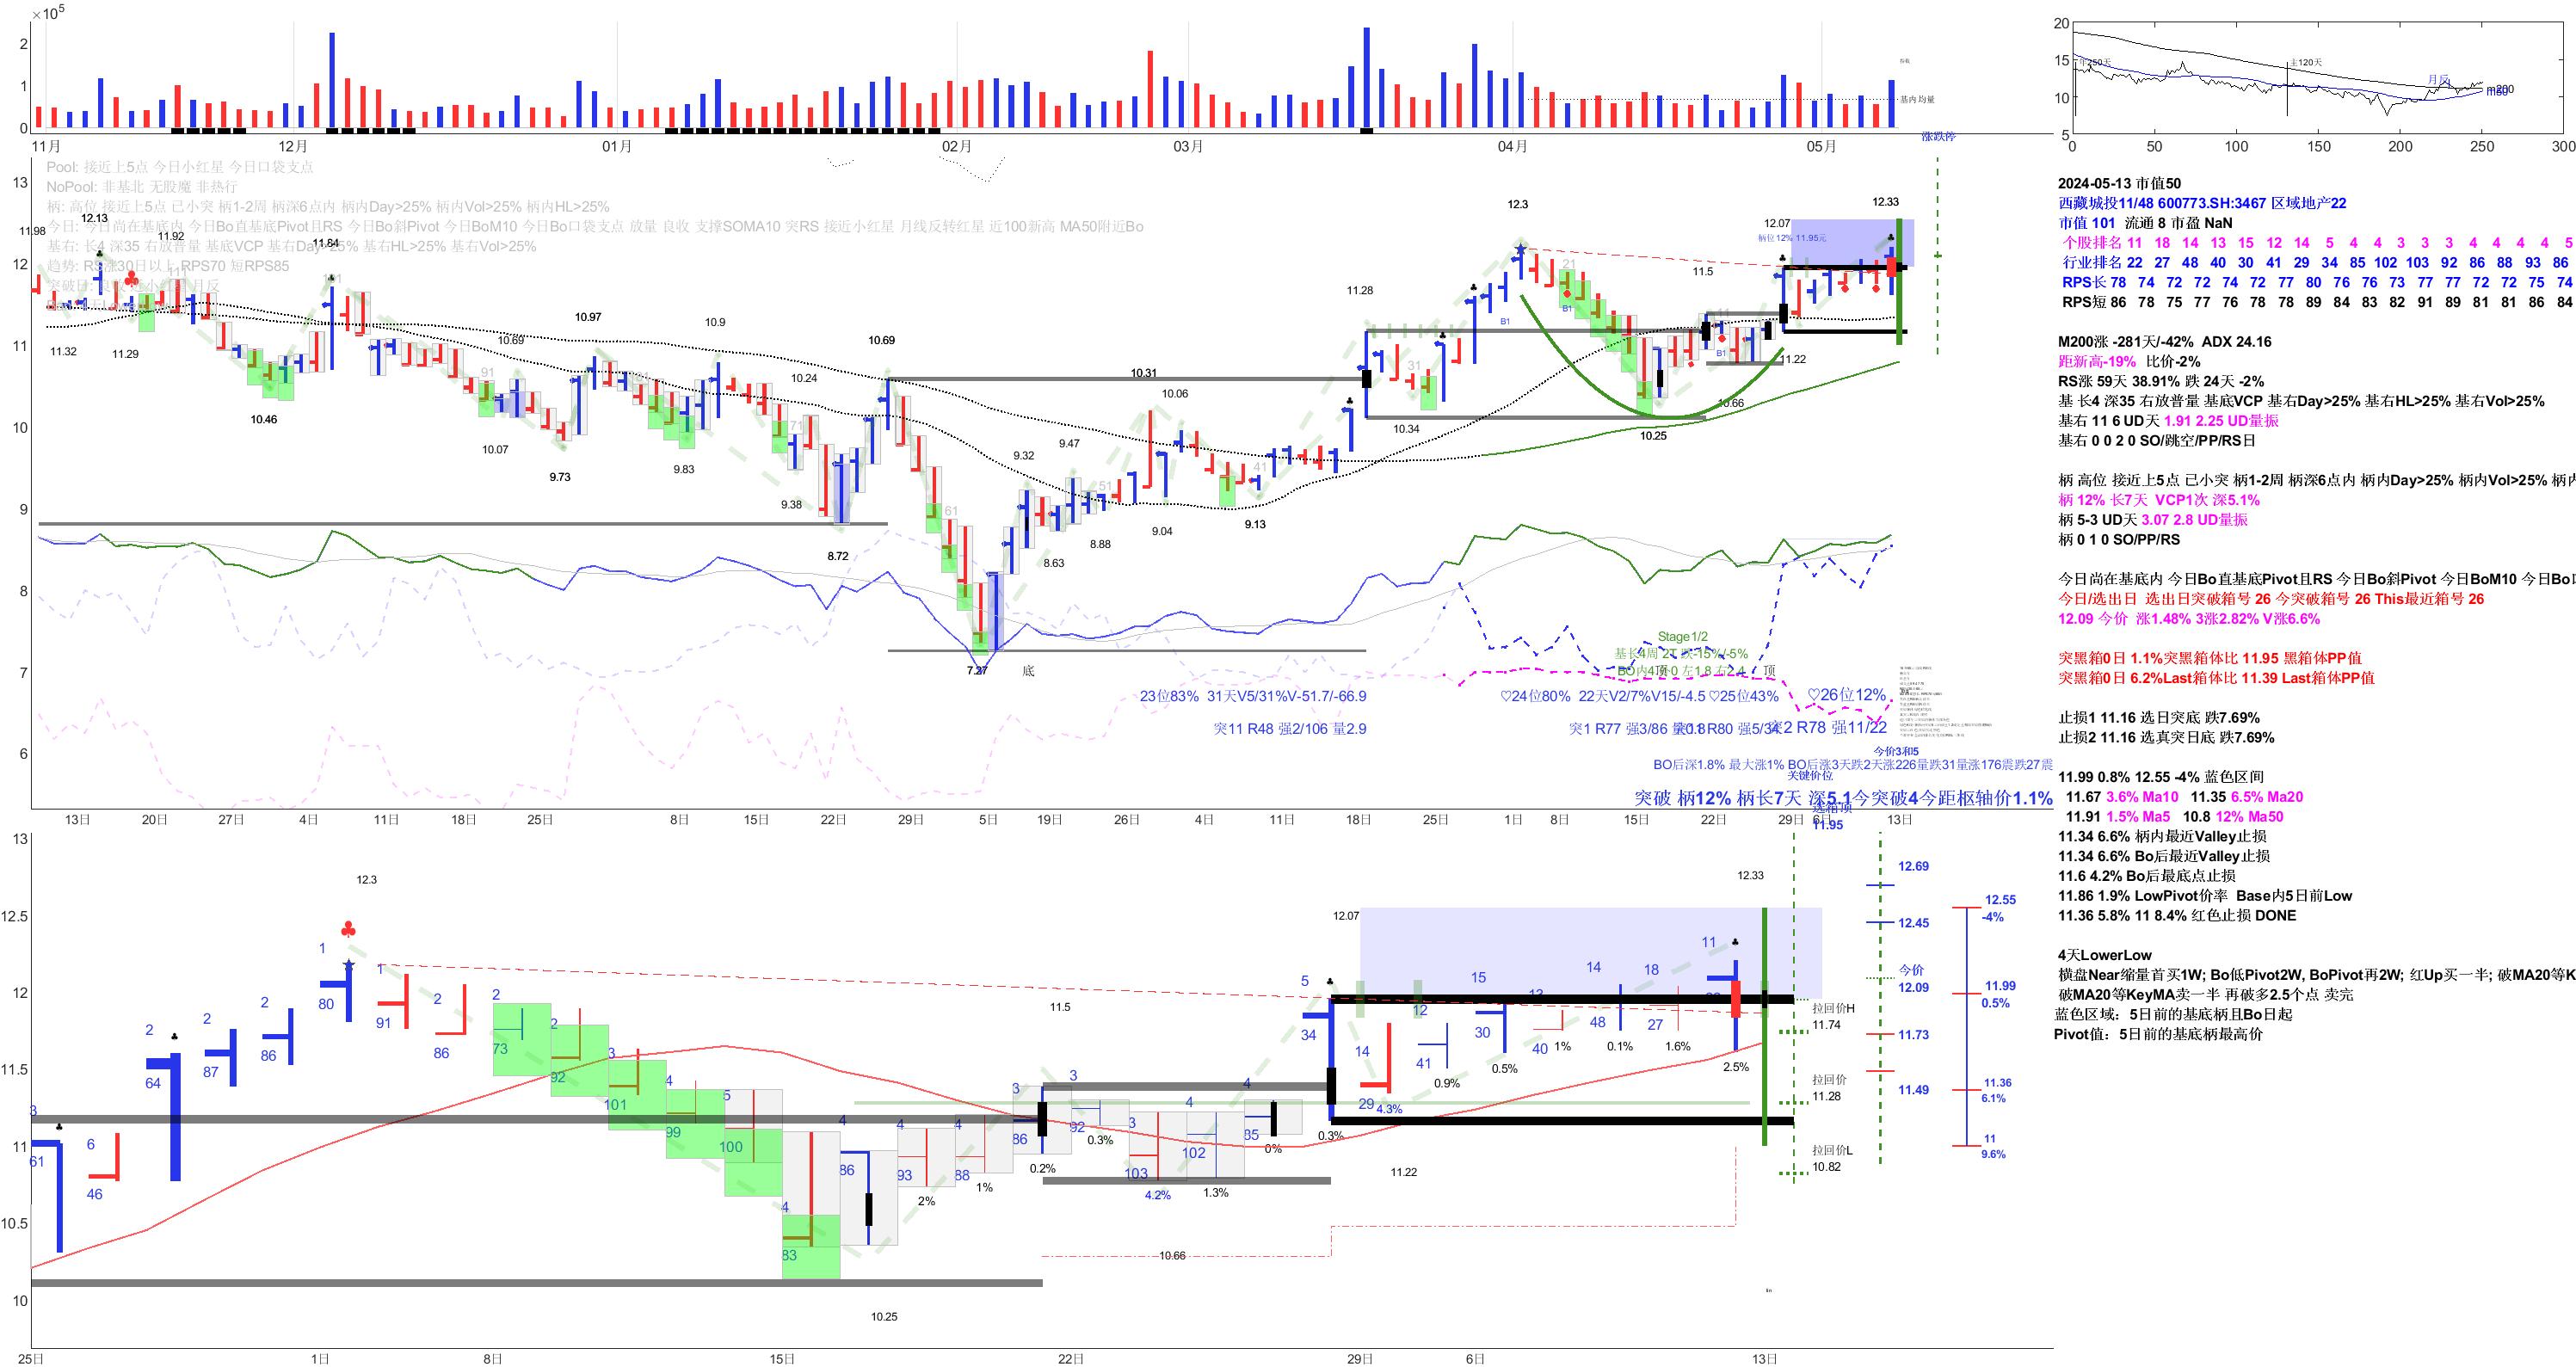 ×10⁵
2
1
0
11月 12月 01月 02月 03月 04月 05月
基内 均量
涨跌停
Pool: 接近上5点 今日小红星 今日口袋支点
NoPool: 非基北 无股魔 非热行
柄: 高位 接近上5点 已小突 柄1-2周 柄深6点内 柄内Day>25% 柄内Vol>25% 柄内HL>25%
今日: 今日尚在基底内 今日Bo直基底Pivot且RS 今日Bo斜Pivot 今日BoM10 今日Bo口袋支点 放量 良收 支撑SOMA10 突RS 接近小红星 月线反转红星 近100新高 MA50附近Bo
基右: 长4 深35 右放普量 基底VCP 基右Day>25% 基右HL>25% 基右Vol>25%
趋势: RS涨30日以上 RPS70 短RPS85
13
12
11
10
9
8
7
6
11.98 12.13 11.92 11.84 11.32 11.29 10.46
10.69 10.07 9.73 10.97 9.83 10.9 10.24 9.38 8.72 10.69
7.27 底 9.32 8.63 9.47 8.88 10.31 10.06 9.04 9.13
11.28 10.34 12.3 10.25 11.5 10.66 12.07 11.22 12.33
柄位12% 11.95元
B1 B1 B1
Stage1/2
基长4周 2T 跌-15%/-5%
顶 顶
23位83% 31天V5/31%V-51.7/-66.9
♡24位80% 22天V2/7%V15/-4.5 ♡25位43% ♡26位12%
突11 R48 强2/106 量2.9
突1 R77 强3/86
突2 R78 强11/22
今价3和5
BO后深1.8% 最大涨1% BO后涨3天跌2天涨226量跌31量涨176震跌27震
关键价位
突破 柄12% 柄长7天 深5.1今突破4今距枢轴价1.1%
13日 20日 27日 4日 11日 18日 25日 8日 15日 22日 29日 5日 19日 26日 4日 11日 18日 25日 1日 8日 15日 22日 29日 6日 13日
11.95
13
12.5
12
11.5
11
10.5
10
12.3 11.5 12.07 12.33 11.22 10.66 10.25
0.2% 0.3% 4.2% 1.3% 0% 0.3% 4.3% 0.9% 0.5% 1% 0.1% 1.6% 2.5%
2% 1%
拉回价H
11.74
拉回价
11.28
拉回价L
10.82
12.69
12.45
今价
12.09
11.73
11.49
12.55
-4%
11.99
0.5%
11.36
6.1%
11
9.6%
25日 1日 8日 15日 22日 29日 6日 13日
20
15
10
5
0 50 100 150 200 250 300
年250天 主120天 月反
2024-05-13 市值50
西藏城投11/48 600773.SH:3467 区域地产22
市值 101 流通 8 市盈 NaN
个股排名 11 18 14 13 15 12 14 5 4 4 3 3 3 4 4 4 4 5
行业排名 22 27 48 40 30 41 29 34 85 102 103 92 86 88 93 86
RPS长 78 74 72 72 74 72 77 80 76 76 73 77 77 72 72 75 74
RPS短 86 78 75 77 76 78 78 89 84 83 82 91 89 81 81 86 84
M200涨 -281天/-42% ADX 24.16
距新高-19% 比价-2%
RS涨 59天 38.91% 跌 24天 -2%
基 长4 深35 右放普量 基底VCP 基右Day>25% 基右HL>25% 基右Vol>25%
基右 11 6 UD天 1.91 2.25 UD量振
基右 0 0 2 0 SO/跳空/PP/RS日
柄 高位 接近上5点 已小突 柄1-2周 柄深6点内 柄内Day>25% 柄内Vol>25% 柄内
柄 12% 长7天 VCP1次 深5.1%
柄 5-3 UD天 3.07 2.8 UD量振
柄 0 1 0 SO/PP/RS
今日尚在基底内 今日Bo直基底Pivot且RS 今日Bo斜Pivot 今日BoM10 今日Bo口
今日/选出日 选出日突破箱号 26 今突破箱号 26 This最近箱号 26
12.09 今价 涨1.48% 3涨2.82% V涨6.6%
突黑箱0日 1.1%突黑箱体比 11.95 黑箱体PP值
突黑箱0日 6.2%Last箱体比 11.39 Last箱体PP值
止损1 11.16 选日突底 跌7.69%
止损2 11.16 选真突日底 跌7.69%
11.99 0.8% 12.55 -4% 蓝色区间
11.67 3.6% Ma10 11.35 6.5% Ma20
11.91 1.5% Ma5 10.8 12% Ma50
11.34 6.6% 柄内最近Valley止损
11.34 6.6% Bo后最近Valley止损
11.6 4.2% Bo后最底点止损
11.86 1.9% LowPivot价率 Base内5日前Low
11.36 5.8% 11 8.4% 红色止损 DONE
4天LowerLow
横盘Near缩量首买1W; Bo低Pivot2W, BoPivot再2W; 红Up买一半; 破MA20等K
破MA20等KeyMA卖一半 再破多2.5个点 卖完
蓝色区域：5日前的基底柄且Bo日起
Pivot值：5日前的基底柄最高价